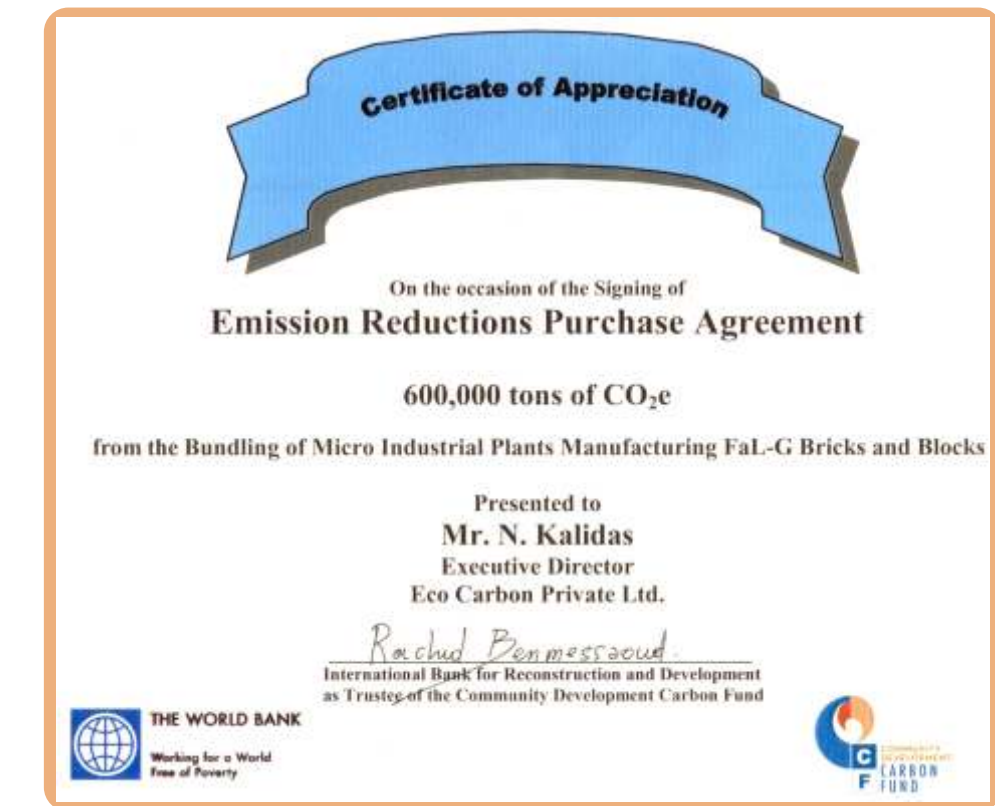 Certificate of Appreciation
On the occasion of the Signing of
Emission Reductions Purchase Agreement
600,000 tons of CO₂e
from the Bundling of Micro Industrial Plants Manufacturing FaL-G Bricks and Blocks
Presented to
Mr. N. Kalidas
Executive Director
Eco Carbon Private Ltd.
Rachid Benmessaoud
International Bank for Reconstruction and Development
as Trustee of the Community Development Carbon Fund
THE WORLD BANK
Working for a World
Free of Poverty
C
F
COMMUNITY
DEVELOPMENT
CARBON
FUND